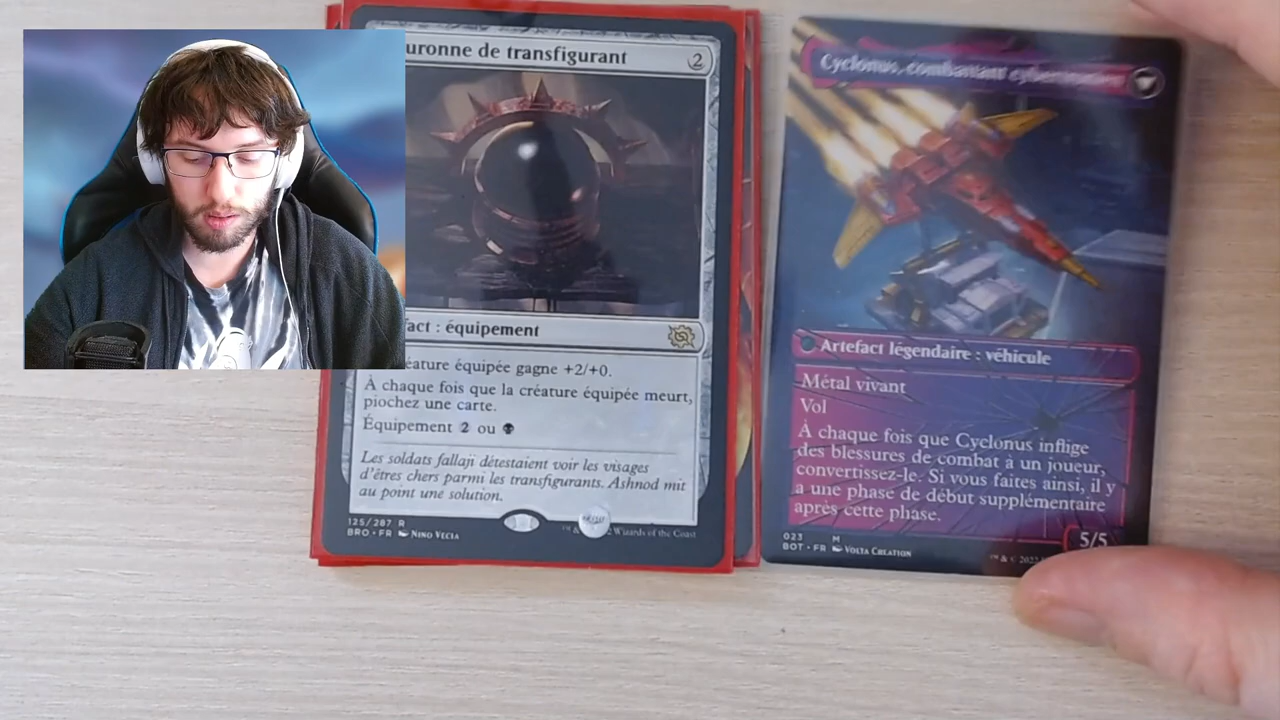 uronne de transfigurant 2
fact : équipement
éature équipée gagne +2/+0.
À chaque fois que la créature équipée meurt,
piochez une carte.
Équipement 2 ou
Les soldats fallaji détestaient voir les visages
d'êtres chers parmi les transfigurants. Ashnod mit
au point une solution.
125/287 R
BRO • FR Nino Vecia
Wizards of the Coast
Cyclonus, combattant
Artefact légendaire : véhicule
Métal vivant
Vol
À chaque fois que Cyclonus inflige
des blessures de combat à un joueur,
convertissez-le. Si vous faites ainsi, il y
a une phase de début supplémentaire
après cette phase.
5/5
023 M
BOT • FR Volta Creation
™ & © 2022